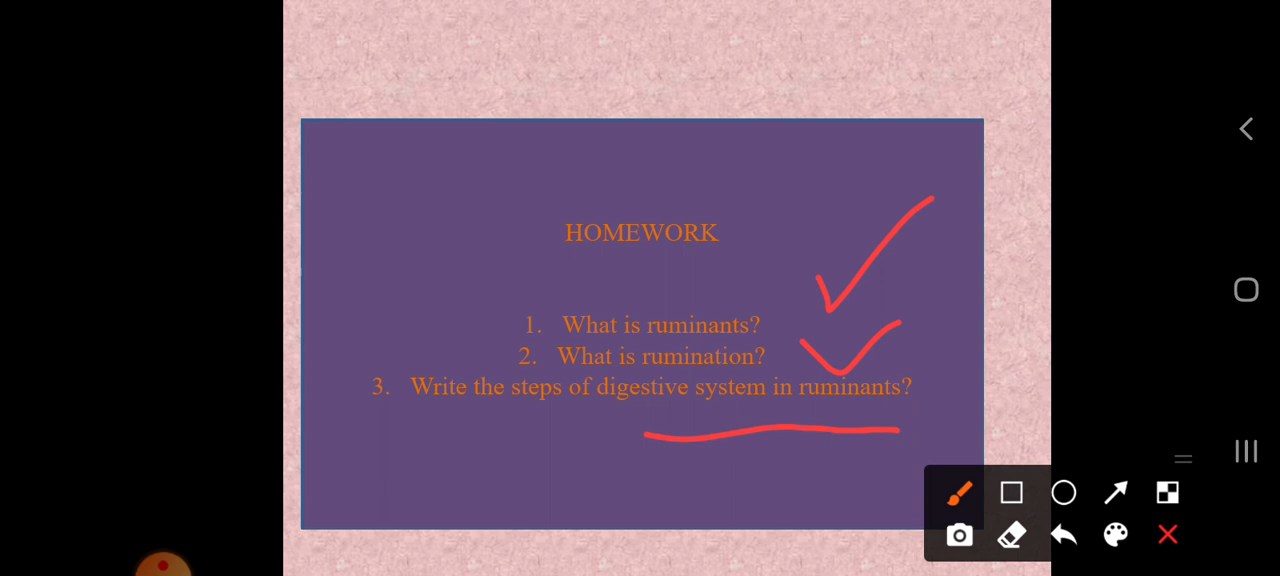 HOMEWORK
1. What is ruminants?
2. What is rumination?
3. Write the steps of digestive system in ruminants?